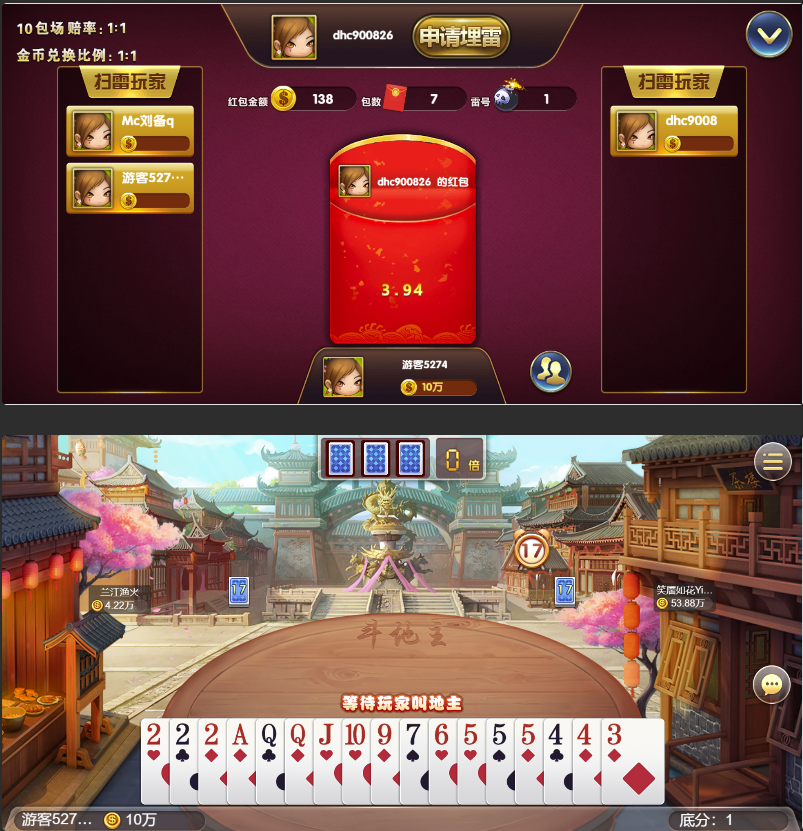 10包场 赔率: 1:1
dhc900826
申请埋雷
金币兑换比例: 1:1
扫雷玩家
扫雷玩家
红包金额 138
包数 7
雷号 1
Mc刘备q
游客527…
dhc9008
dhc900826 的红包
3.94
游客5274
10万
0倍
17
兰江渔火
4.22万
17
17
笑靥如花Yi...
53.88万
斗地主
等待玩家叫地主
2 2 2 A Q Q J 10 9 7 6 5 5 5 4 4 3
游客527...
10万
底分: 1